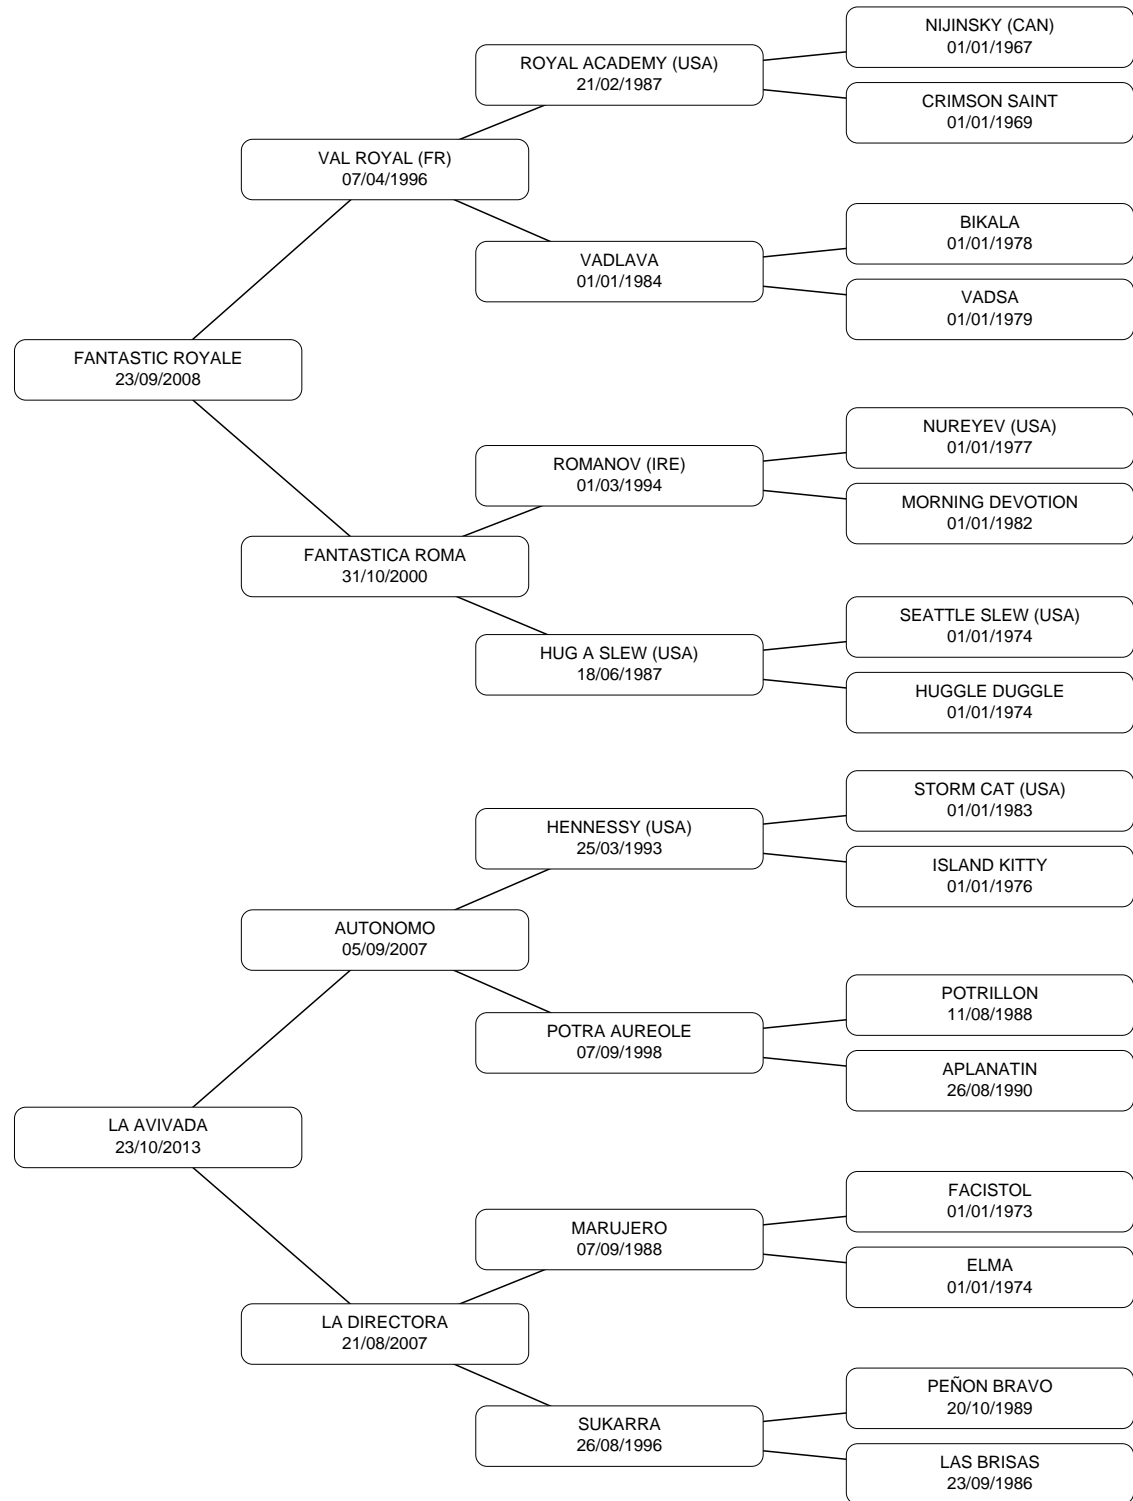 NIJINSKY (CAN)
01/01/1967
ROYAL ACADEMY (USA)
21/02/1987
CRIMSON SAINT
01/01/1969
VAL ROYAL (FR)
07/04/1996
BIKALA
01/01/1978
VADLAVA
01/01/1984
VADSA
01/01/1979
FANTASTIC ROYALE
23/09/2008
NUREYEV (USA)
01/01/1977
ROMANOV (IRE)
01/03/1994
MORNING DEVOTION
01/01/1982
FANTASTICA ROMA
31/10/2000
SEATTLE SLEW (USA)
01/01/1974
HUG A SLEW (USA)
18/06/1987
HUGGLE DUGGLE
01/01/1974
STORM CAT (USA)
01/01/1983
HENNESSY (USA)
25/03/1993
ISLAND KITTY
01/01/1976
AUTONOMO
05/09/2007
POTRILLON
11/08/1988
POTRA AUREOLE
07/09/1998
APLANATIN
26/08/1990
LA AVIVADA
23/10/2013
FACISTOL
01/01/1973
MARUJERO
07/09/1988
ELMA
01/01/1974
LA DIRECTORA
21/08/2007
PEÑON BRAVO
20/10/1989
SUKARRA
26/08/1996
LAS BRISAS
23/09/1986